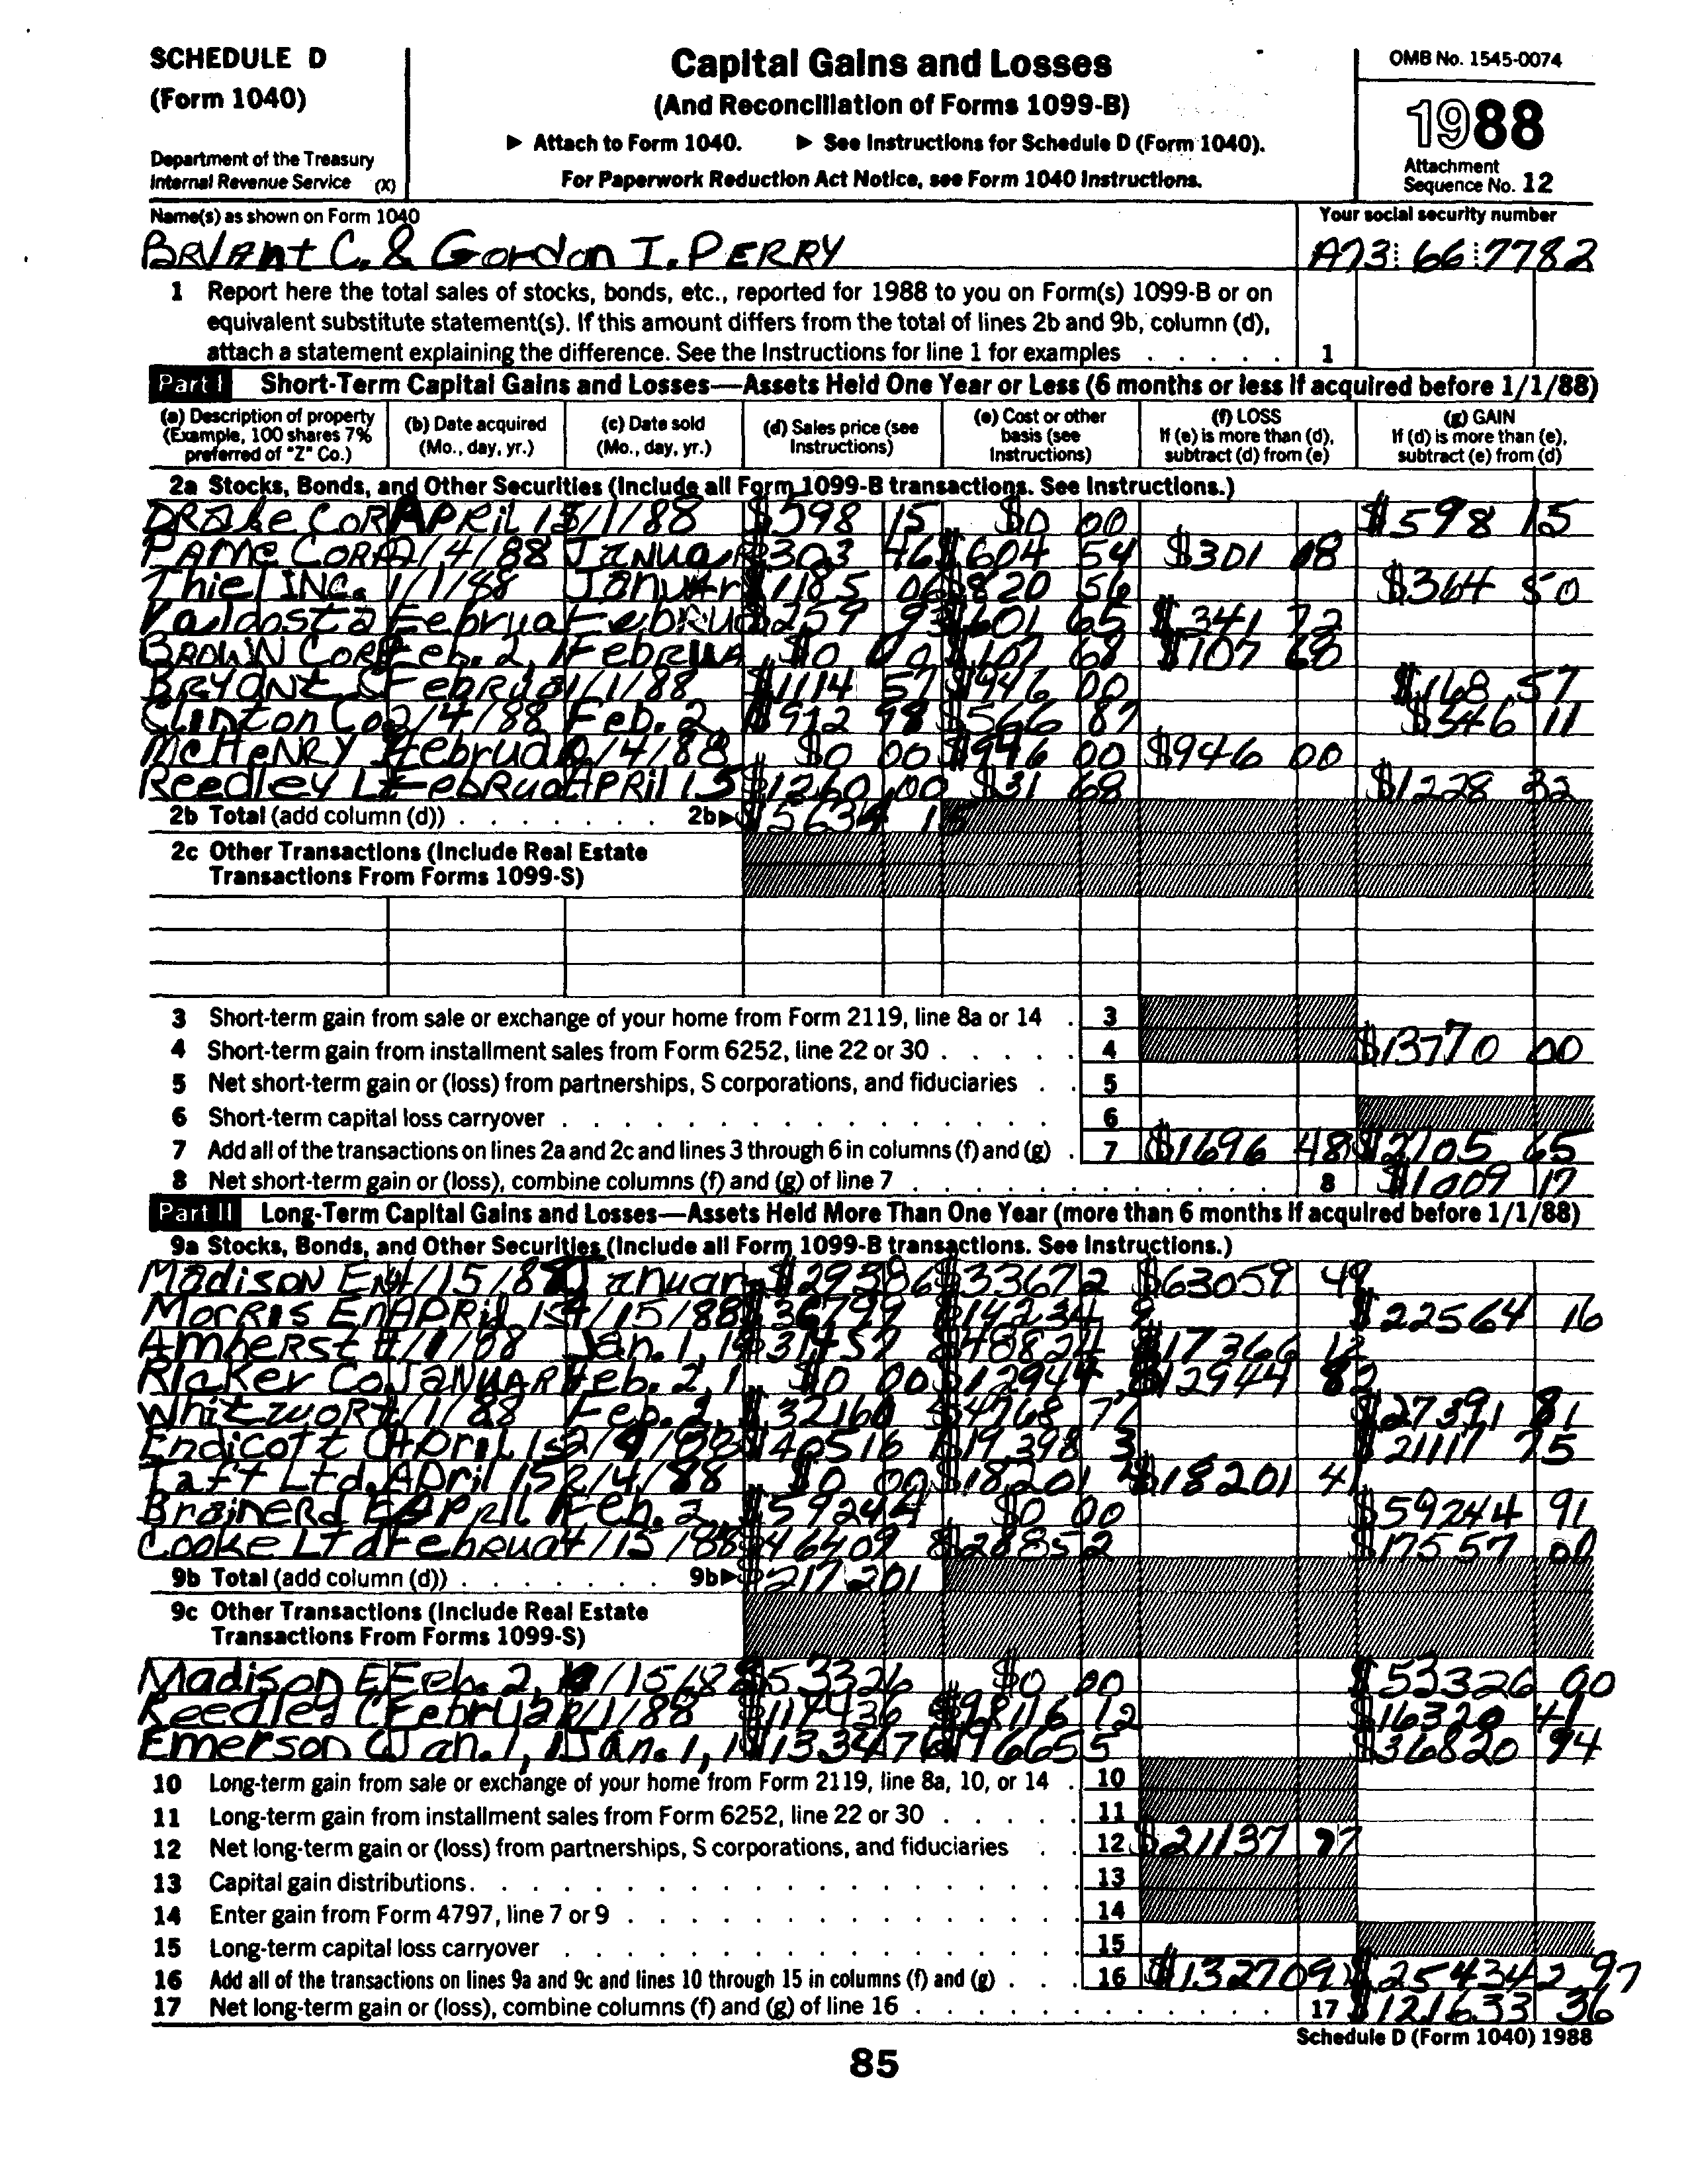 SCHEDULE D
(Form 1040)
Department of the Treasury
Internal Revenue Service (X)
Capital Gains and Losses
(And Reconciliation of Forms 1099-B)
▶ Attach to Form 1040. ▶ See Instructions for Schedule D (Form 1040).
For Paperwork Reduction Act Notice, see Form 1040 Instructions.
OMB No. 1545-0074
1988
Attachment
Sequence No. 12
Name(s) as shown on Form 1040
Your social security number
& Gordon I. PERRY A73 66 7782
1 Report here the total sales of stocks, bonds, etc., reported for 1988 to you on Form(s) 1099-B or on
equivalent substitute statement(s). If this amount differs from the total of lines 2b and 9b, column (d),
attach a statement explaining the difference. See the Instructions for line 1 for examples . . . . . 1
Part I Short-Term Capital Gains and Losses—Assets Held One Year or Less (6 months or less if acquired before 1/1/88)
(a) Description of property
(Example, 100 shares 7%
preferred of "Z" Co.)
(b) Date acquired
(Mo., day, yr.)
(c) Date sold
(Mo., day, yr.)
(d) Sales price (see
Instructions)
(e) Cost or other
basis (see
Instructions)
(f) LOSS
If (e) is more than (d),
subtract (d) from (e)
(g) GAIN
If (d) is more than (e),
subtract (e) from (d)
2a Stocks, Bonds, and Other Securities (Include all Form 1099-B transactions. See Instructions.)
DRAKE COR APRIL 15 1/1/88 $598 15 $0 00 $598 15
PAME CORP 2/4/88 JANUAR $303 46 $604 54 $301 08
Thiel INC. 1/1/88 JANUAR $1185 06 $820 56 $364 50
Valdosta Februa FEBRUA $259 93 $601 65 $341 72
BROWN COR Feb. 2, 1 FEBRUA $0 00 $107 68 $107 68
BRYANT FEBRUA 1/1/88 $1114 57 $946 00 $168 57
Clinton Co 2/4/88 Feb. 2, $912 98 $566 87 $546 11
McHENRY Februa 2/4/88 $0 00 $946 00 $946 00
Reedley L FEBRUA APRIL 15 $1260 00 $31 68 $1228 32
2b Total (add column (d)) . . . . . . . 2b▶ $5634 15
2c Other Transactions (Include Real Estate
Transactions From Forms 1099-S)
3 Short-term gain from sale or exchange of your home from Form 2119, line 8a or 14 . 3
4 Short-term gain from installment sales from Form 6252, line 22 or 30 . . . . . 4 $13770 00
5 Net short-term gain or (loss) from partnerships, S corporations, and fiduciaries . . 5
6 Short-term capital loss carryover . . . . . . . . . . . . . . . 6
7 Add all of the transactions on lines 2a and 2c and lines 3 through 6 in columns (f) and (g) . 7 $1696 48 $2705 65
8 Net short-term gain or (loss), combine columns (f) and (g) of line 7 . . . . . . . . . . . 8 $1009 17
Part II Long-Term Capital Gains and Losses—Assets Held More Than One Year (more than 6 months if acquired before 1/1/88)
9a Stocks, Bonds, and Other Securities (Include all Form 1099-B transactions. See Instructions.)
Madison En 4/15/88 Januar $33672 $63059 49
Morris En APRIL 15 4/15/88 $36799 $14234 $22564 16
Amherst 1/1/88 Jan. 1, 19 $31457 $48824 $17366 12
Ricker Co JANUAR Feb. 2, 1 $0 00 $12944 $12944 82
Whitwort 1/1/88 Feb. 2, $32160 $4768 77 $27391 81
Endicott C April 15 2/4/88 $40516 $19398 3 $21117 75
Taft Ltd. April 15 2/4/88 $0 00 $18201 4 $18201 41
Brainerd E APRIL 1 Feb. 2, $59244 $0 00 $59244 91
Cooke Ltd Februa 4/15/88 $46409 8 $28852 $17557 00
9b Total (add column (d)) . . . . . . . 9b▶ $217201
9c Other Transactions (Include Real Estate
Transactions From Forms 1099-S)
Madison E Feb. 2, 4/15/88 $53326 $0 00 $53326 90
Reedley C Februa 1/1/88 $114436 $98116 12 $16320 41
Emerson C Jan. 1, 1 Jan. 1, 1 $133476 $96655 $36820 94
10 Long-term gain from sale or exchange of your home from Form 2119, line 8a, 10, or 14 . 10
11 Long-term gain from installment sales from Form 6252, line 22 or 30 . . . . . 11
12 Net long-term gain or (loss) from partnerships, S corporations, and fiduciaries . . 12 $21137 97
13 Capital gain distributions. . . . . . . . . . . . . . . . . . 13
14 Enter gain from Form 4797, line 7 or 9 . . . . . . . . . . . . . 14
15 Long-term capital loss carryover . . . . . . . . . . . . . . . 15
16 Add all of the transactions on lines 9a and 9c and lines 10 through 15 in columns (f) and (g) . . . 16 $132709 $254342 97
17 Net long-term gain or (loss), combine columns (f) and (g) of line 16 . . . . . . . . . . . 17 $121633 36
Schedule D (Form 1040) 1988
85